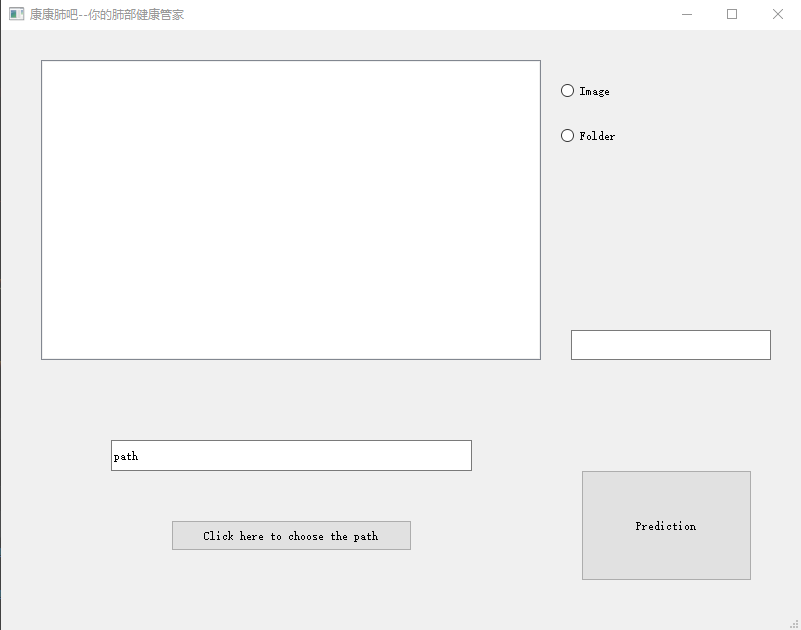 康康肺吧--你的肺部健康管家
Image
Folder
path
Click here to choose the path
Prediction